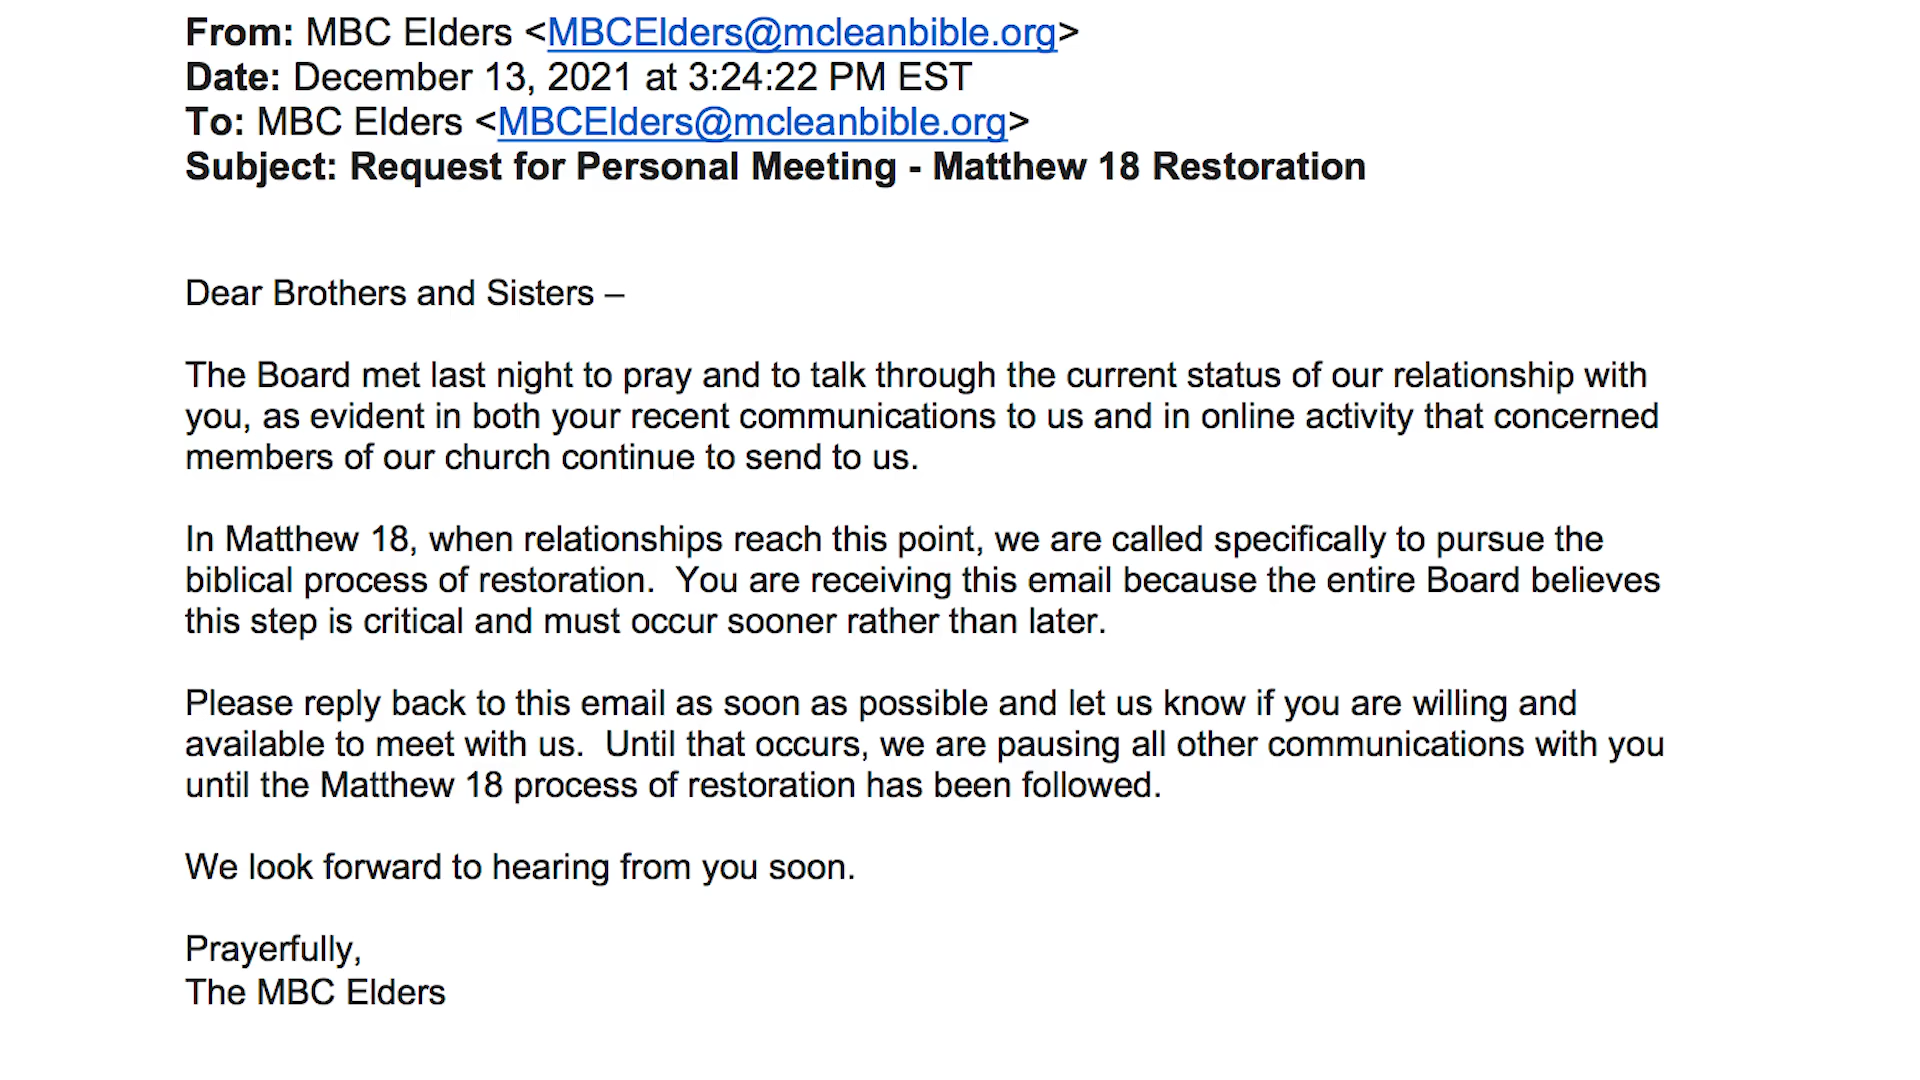 From: MBC Elders <MBCElders@mcleanbible.org>
Date: December 13, 2021 at 3:24:22 PM EST
To: MBC Elders <MBCElders@mcleanbible.org>
Subject: Request for Personal Meeting - Matthew 18 Restoration
Dear Brothers and Sisters –
The Board met last night to pray and to talk through the current status of our relationship with
you, as evident in both your recent communications to us and in online activity that concerned
members of our church continue to send to us.
In Matthew 18, when relationships reach this point, we are called specifically to pursue the
biblical process of restoration.  You are receiving this email because the entire Board believes
this step is critical and must occur sooner rather than later.
Please reply back to this email as soon as possible and let us know if you are willing and
available to meet with us.  Until that occurs, we are pausing all other communications with you
until the Matthew 18 process of restoration has been followed.
We look forward to hearing from you soon.
Prayerfully,
The MBC Elders